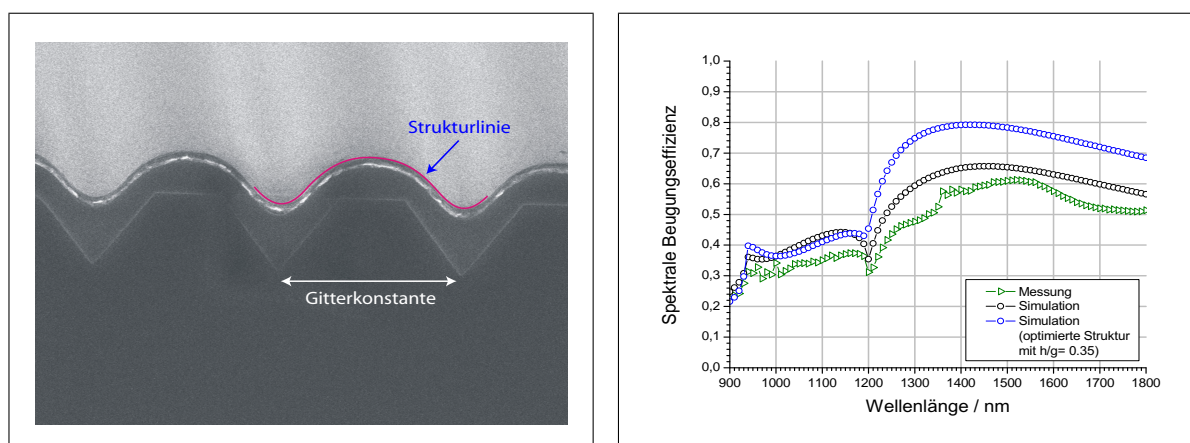 Strukturlinie
Gitterkonstante
Spektrale Beugungseffizienz
1,0
0,9
0,8
0,7
0,6
0,5
0,4
0,3
0,2
0,1
0,0
900 1000 1100 1200 1300 1400 1500 1600 1700 1800
Wellenlänge / nm
Messung
Simulation
Simulation
(optimierte Struktur
mit h/g= 0.35)